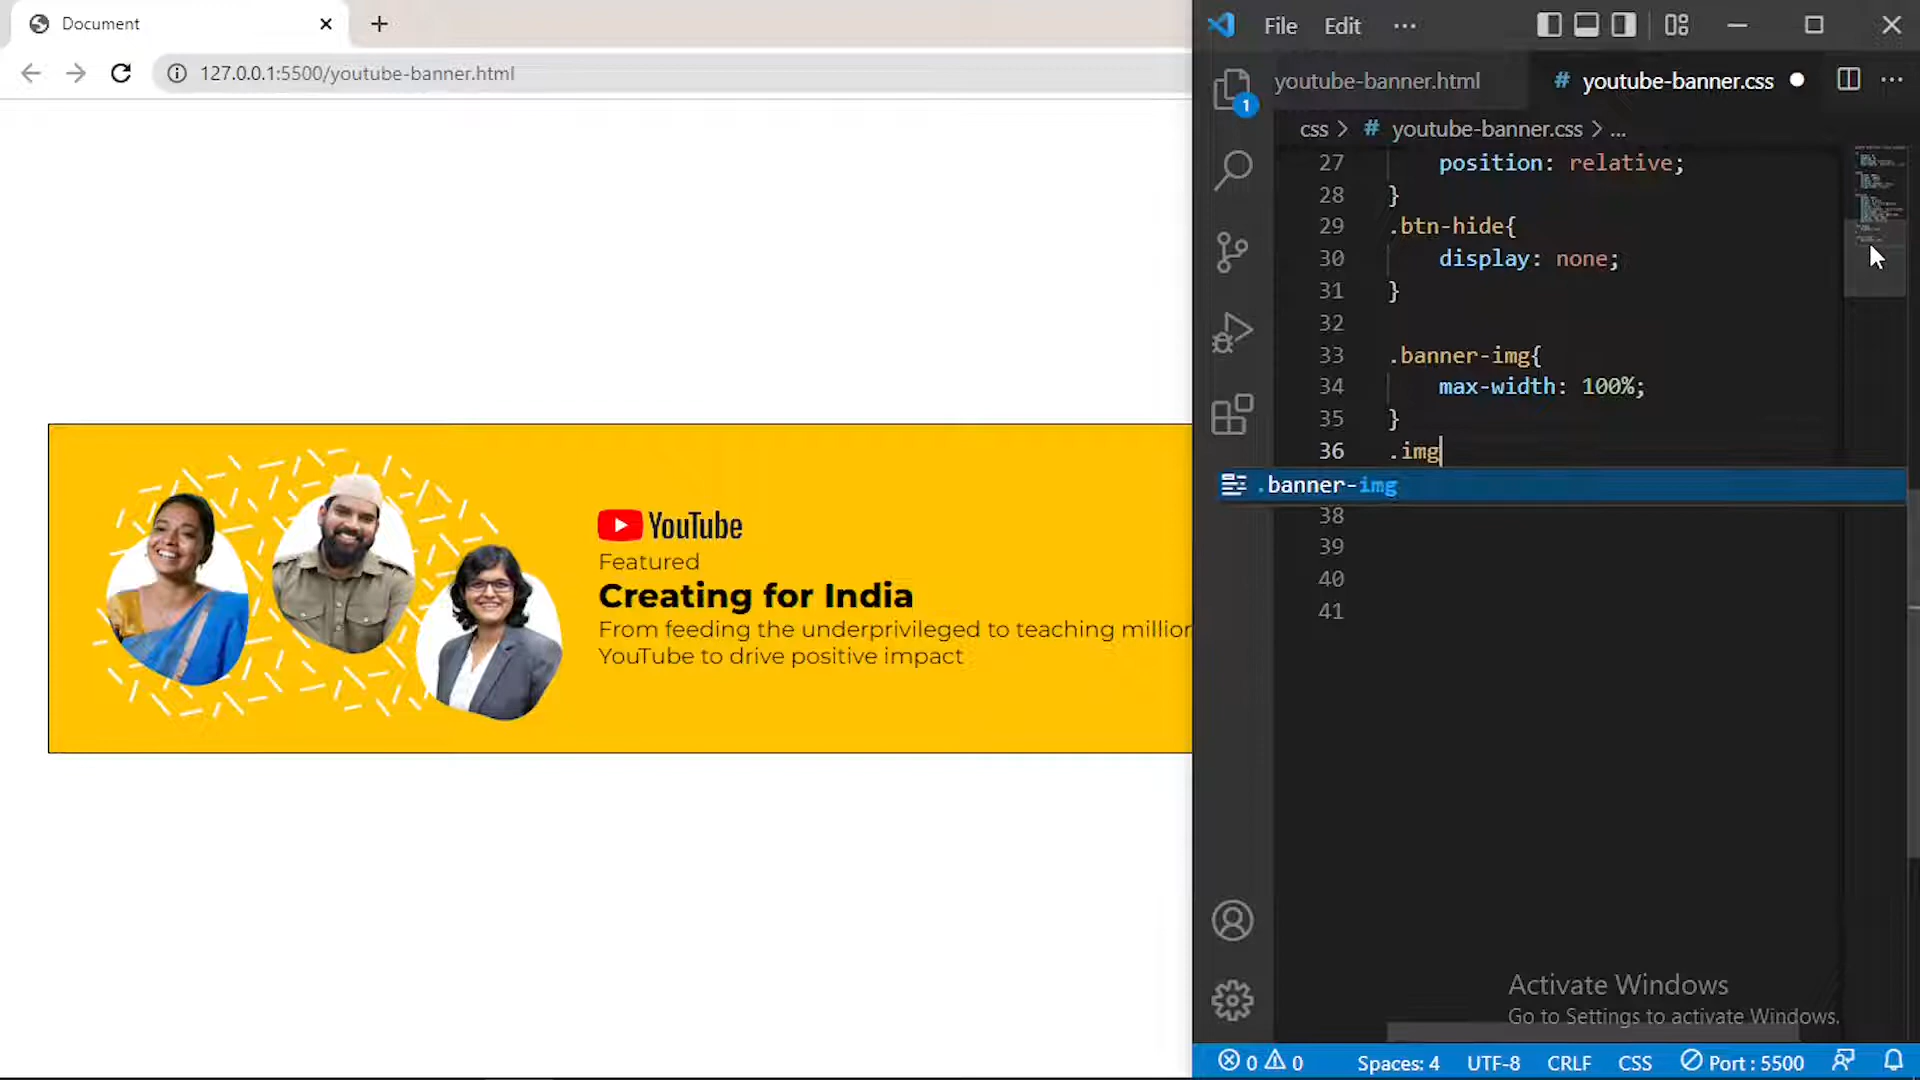 Document
127.0.0.1:5500/youtube-banner.html
YouTube
Featured
Creating for India
From feeding the underprivileged to teaching million
YouTube to drive positive impact
File Edit ...
1
youtube-banner.html # youtube-banner.css
css > # youtube-banner.css > ...
27 position: relative;
28 }
29 .btn-hide{
30 display: none;
31 }
32
33 .banner-img{
34 max-width: 100%;
35 }
36 .img
.banner-img
38
39
40
41
Activate Windows
Go to Settings to activate Windows.
0 0 Spaces: 4 UTF-8 CRLF CSS Port : 5500